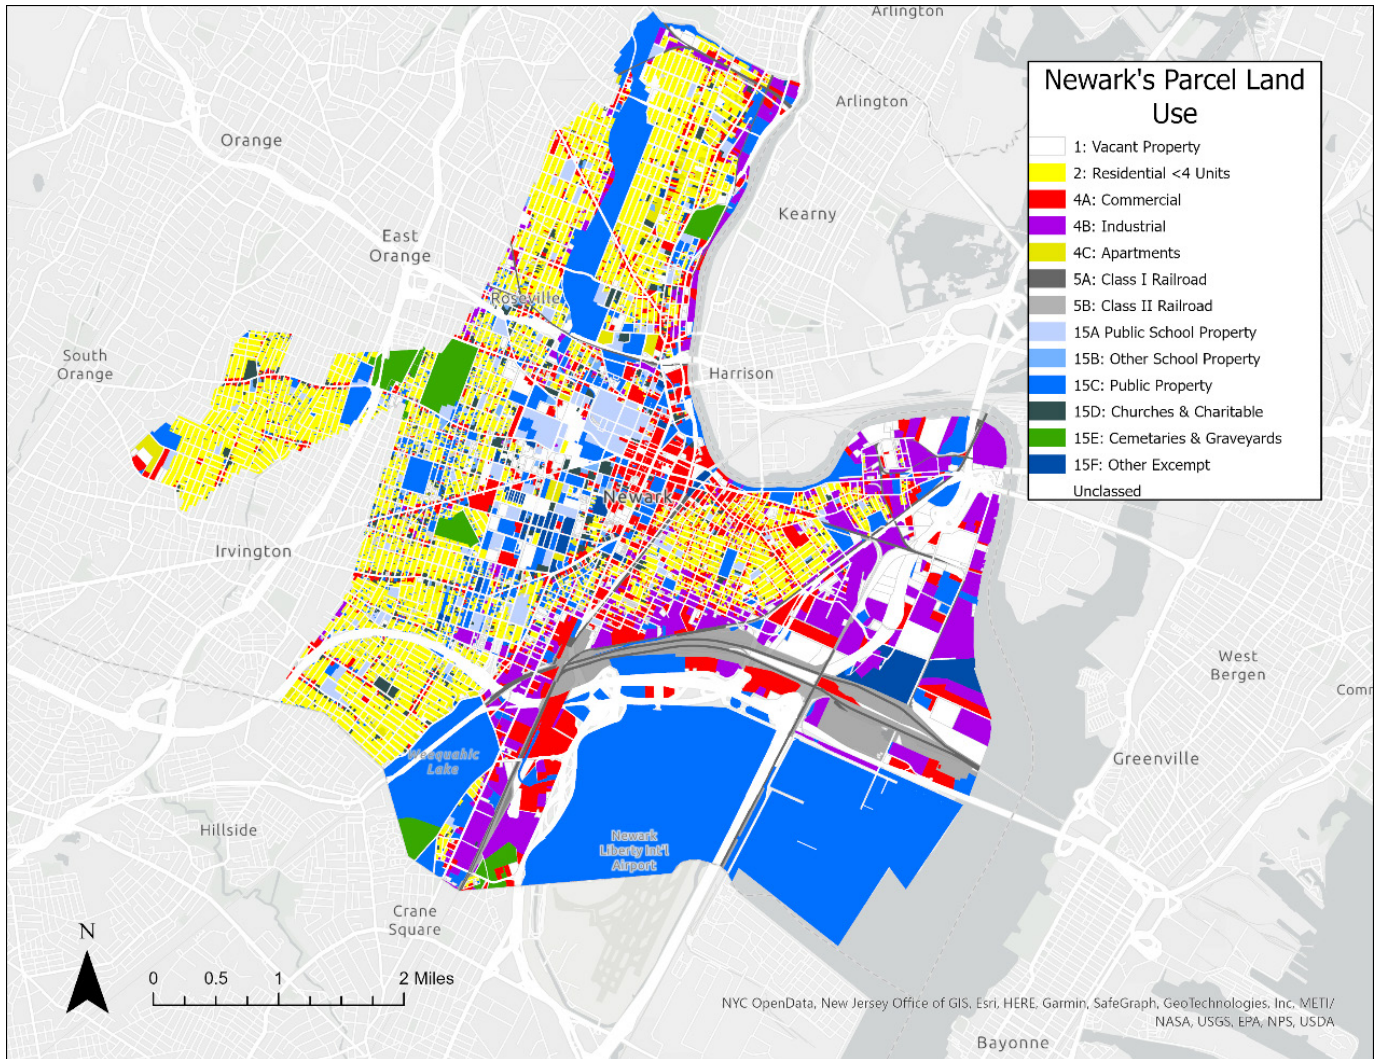 Arlington
Newark's Parcel Land
Use
1: Vacant Property
2: Residential <4 Units
4A: Commercial
4B: Industrial
4C: Apartments
5A: Class I Railroad
5B: Class II Railroad
15A Public School Property
15B: Other School Property
15C: Public Property
15D: Churches & Charitable
15E: Cemetaries & Graveyards
15F: Other Excempt
Unclassed
Arlington
Orange
Kearny
East
Orange
Roseville
South
Orange
Harrison
Newark
Irvington
West
Bergen
Comm
Weequahic
Lake
Greenville
Hillside
Newark
Liberty Int'l
Airport
Crane
Square
N
0 0.5 1 2 Miles
NYC OpenData, New Jersey Office of GIS, Esri, HERE, Garmin, SafeGraph, GeoTechnologies, Inc, METI/
NASA, USGS, EPA, NPS, USDA
Bayonne